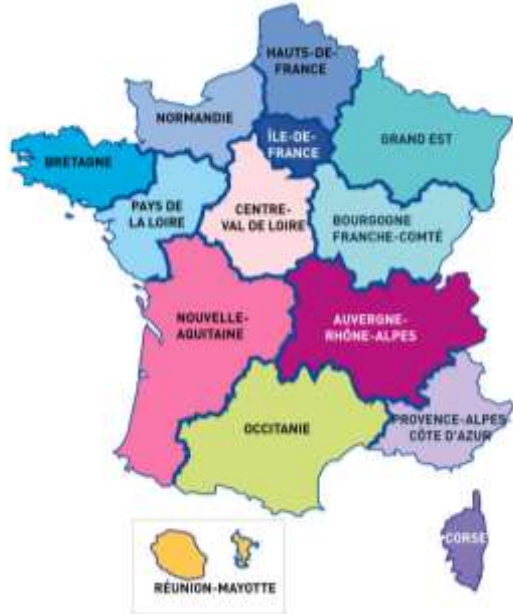 HAUTS-DE-
FRANCE
NORMANDIE
ÎLE-DE-
FRANCE
GRAND EST
BRETAGNE
PAYS DE
LA LOIRE
CENTRE-
VAL DE LOIRE
BOURGOGNE
FRANCHE-COMTÉ
NOUVELLE-
AQUITAINE
AUVERGNE-
RHÔNE-ALPES
OCCITANIE
PROVENCE-ALPES
CÔTE D'AZUR
CORSE
RÉUNION-MAYOTTE